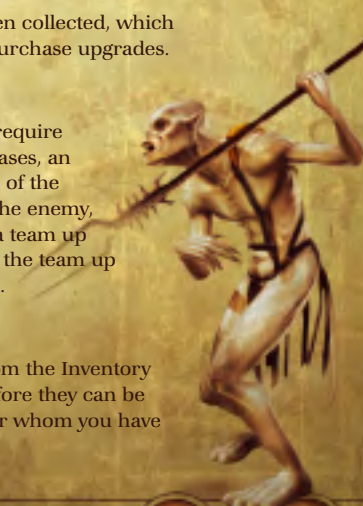 en collected, which
urchase upgrades.
require
ases, an
of the
he enemy,
n team up
the team up
.
om the Inventory
fore they can be
r whom you have